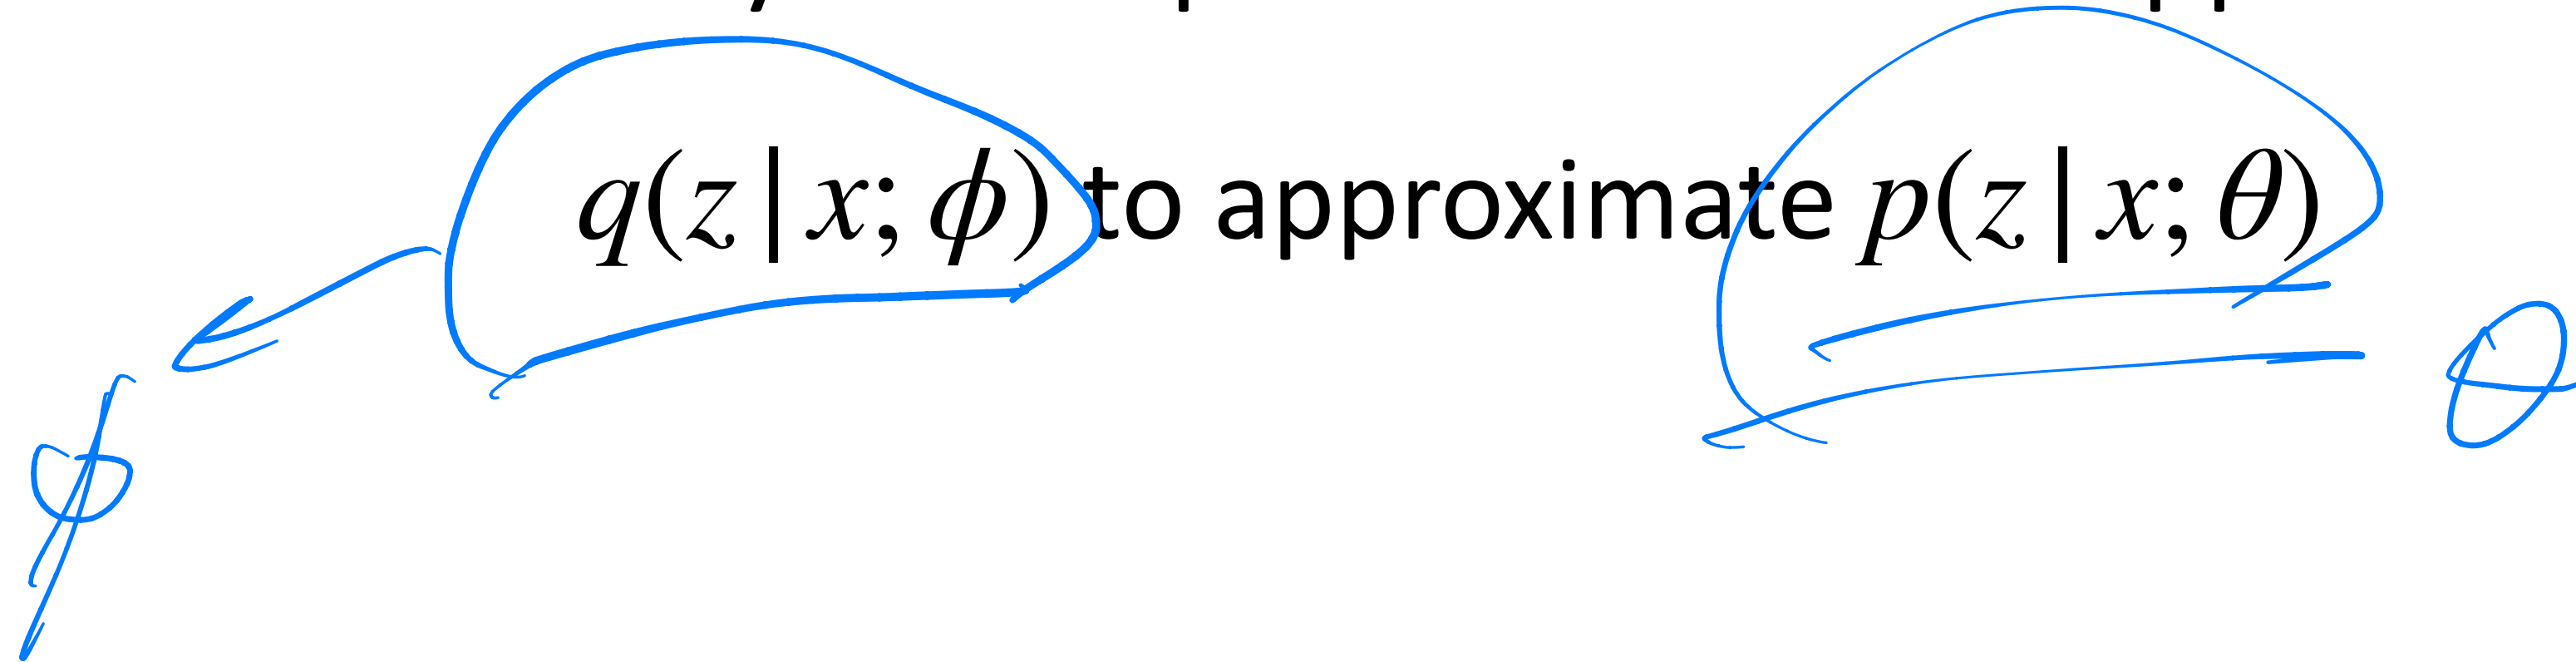 q(z|x; ϕ) to approximate p(z|x; θ)
θ
ϕ